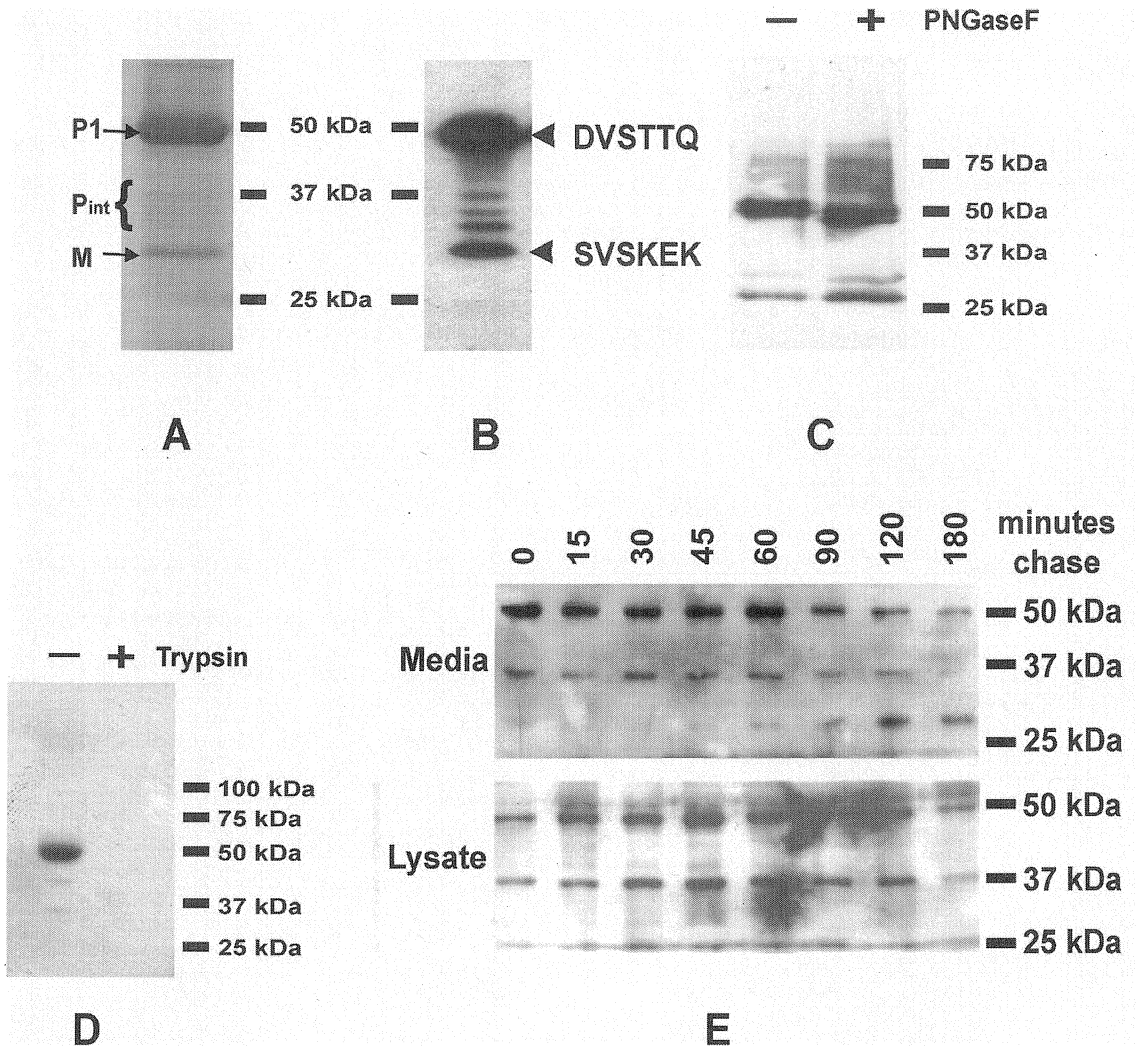 − + PNGaseF
P1
Pint
M
50 kDa
37 kDa
25 kDa
DVSTTQ
SVSKEK
75 kDa
50 kDa
37 kDa
25 kDa
A
B
C
− + Trypsin
100 kDa
75 kDa
50 kDa
37 kDa
25 kDa
D
0 15 30 45 60 90 120 180 minutes
chase
Media
50 kDa
37 kDa
25 kDa
Lysate
50 kDa
37 kDa
25 kDa
E